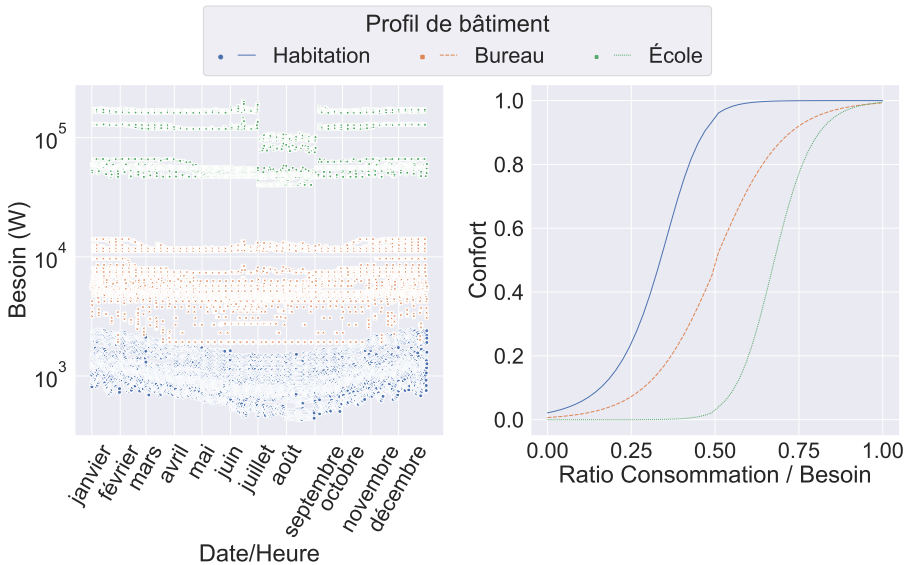 Profil de bâtiment
Habitation Bureau École
Besoin (W)
10^5
10^4
10^3
janvier
février
mars
avril
mai
juin
juillet
août
septembre
octobre
novembre
décembre
Date/Heure
Confort
1.0
0.8
0.6
0.4
0.2
0.0
0.00 0.25 0.50 0.75 1.00
Ratio Consommation / Besoin